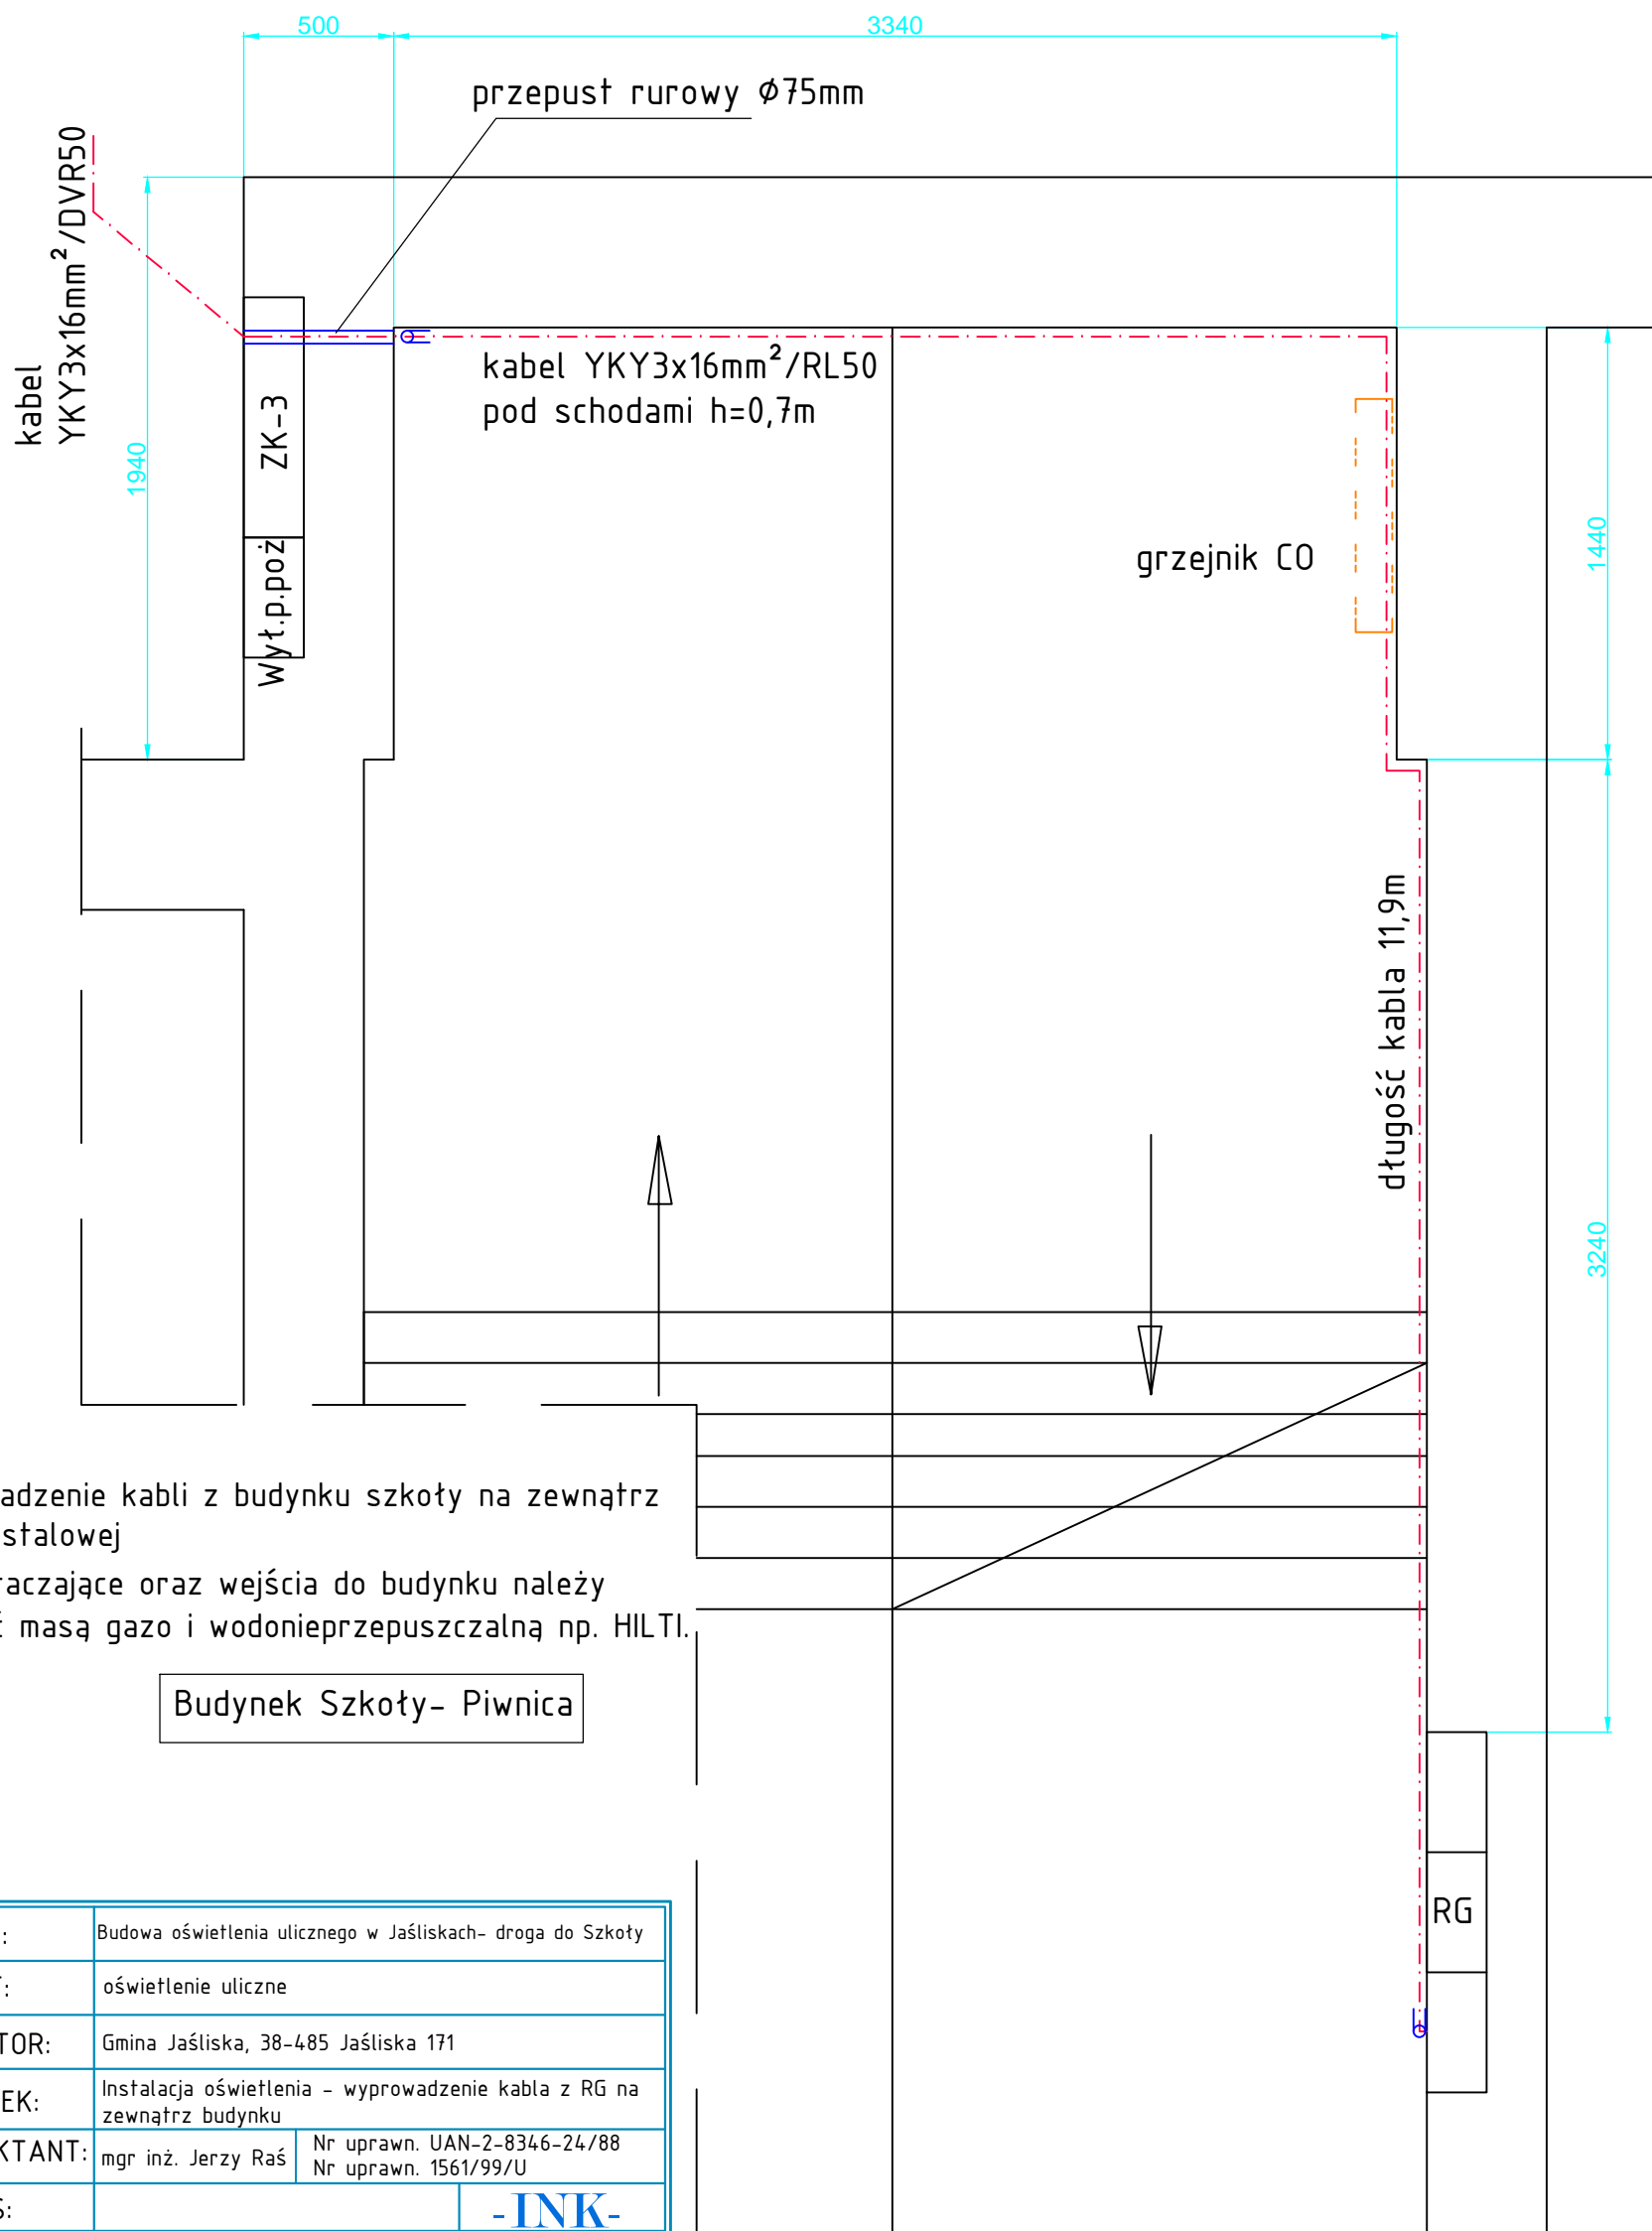 500
3340
przepust rurowy Ø75mm
kabel
YKY3x16mm²/DVR50
kabel YKY3x16mm²/RL50
pod schodami h=0,7m
ZK-3
1940
Wył.p.poż
grzejnik CO
1440
długość kabla 11,9m
3240
adzenie kabli z budynku szkoły na zewnątrz
stalowej
raczające oraz wejścia do budynku należy
ć masą gazo i wodonieprzepuszczalną np. HILTI.
Budynek Szkoły- Piwnica
RG
: Budowa oświetlenia ulicznego w Jaśliskach- droga do Szkoły
T: oświetlenie uliczne
TOR: Gmina Jaśliska, 38-485 Jaśliska 171
EK: Instalacja oświetlenia - wyprowadzenie kabla z RG na
zewnątrz budynku
KTANT: mgr inż. Jerzy Raś Nr uprawn. UAN-2-8346-24/88
Nr uprawn. 1561/99/U
S: -INK-